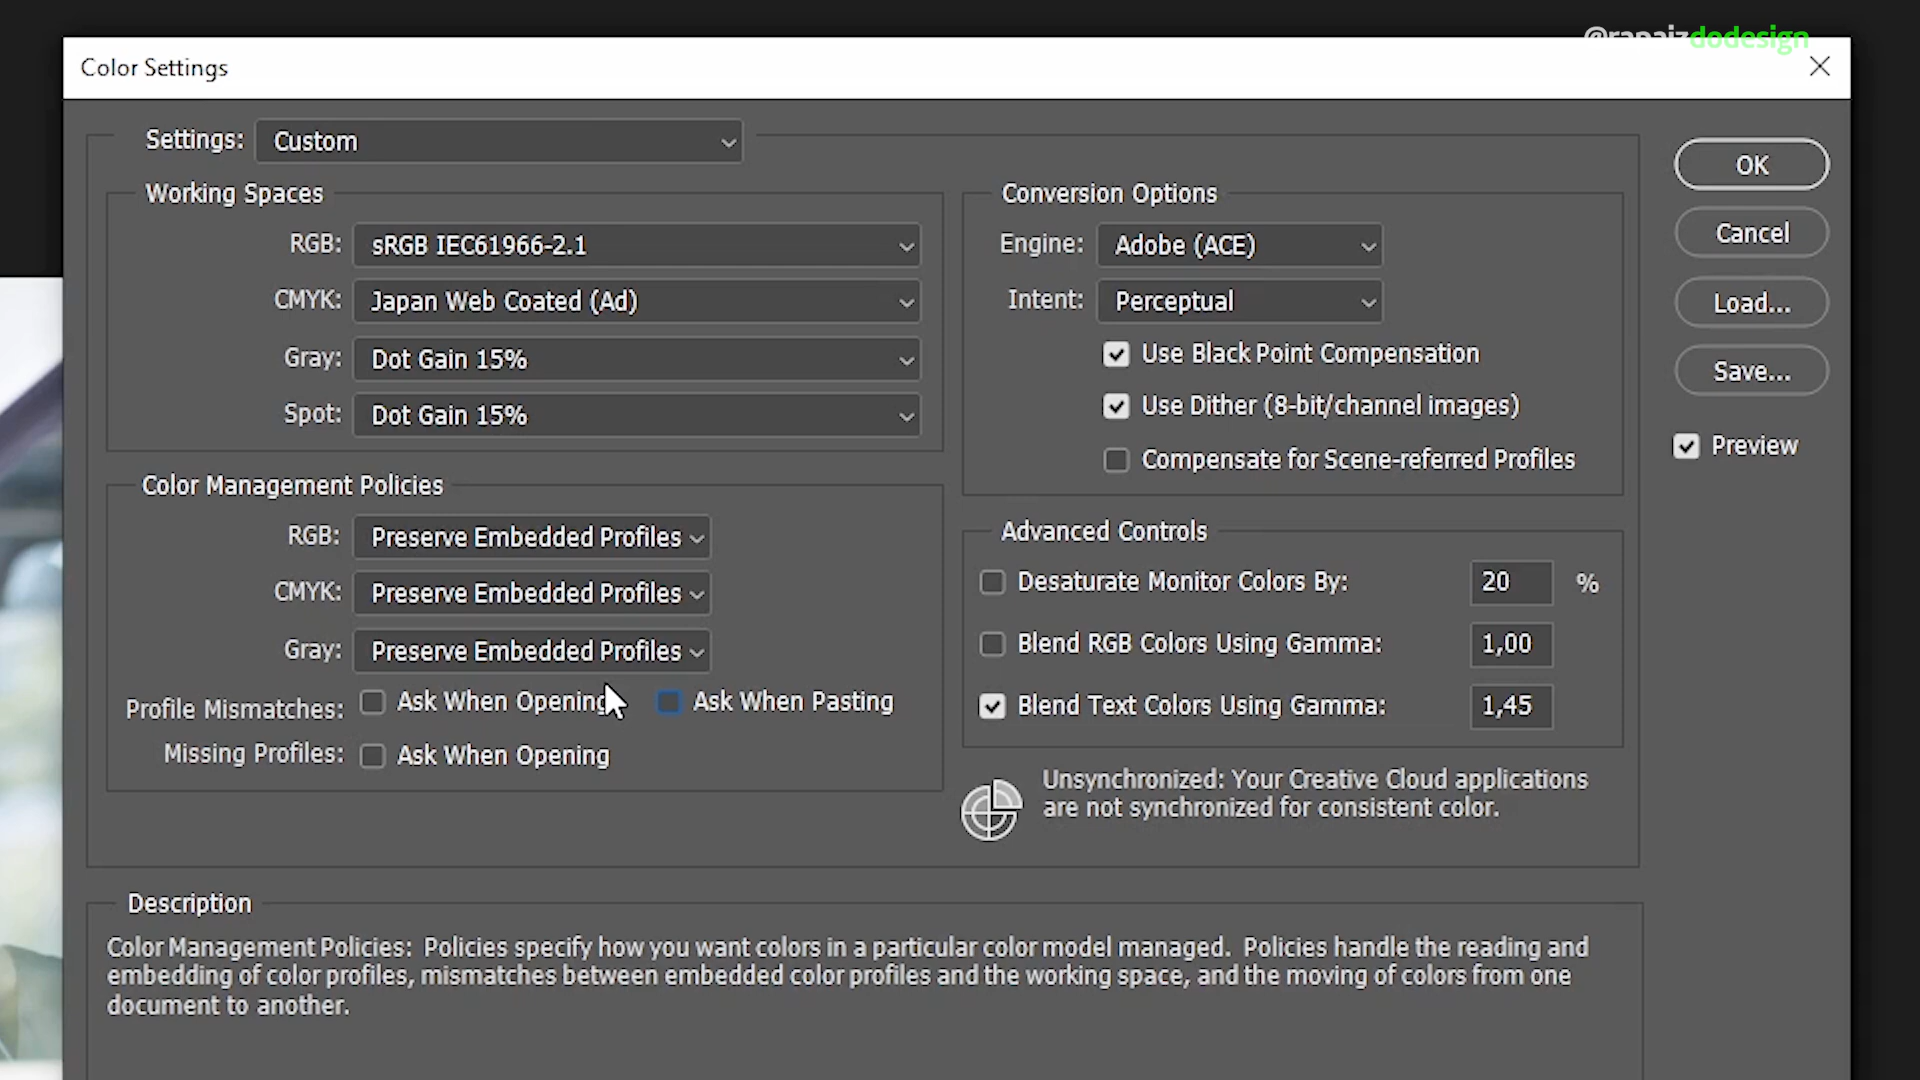 @rapaizdodesign
Color Settings
Settings: Custom
Working Spaces
RGB: sRGB IEC61966-2.1
CMYK: Japan Web Coated (Ad)
Gray: Dot Gain 15%
Spot: Dot Gain 15%
Color Management Policies
RGB: Preserve Embedded Profiles
CMYK: Preserve Embedded Profiles
Gray: Preserve Embedded Profiles
Profile Mismatches: Ask When Opening Ask When Pasting
Missing Profiles: Ask When Opening
Conversion Options
Engine: Adobe (ACE)
Intent: Perceptual
Use Black Point Compensation
Use Dither (8-bit/channel images)
Compensate for Scene-referred Profiles
Advanced Controls
Desaturate Monitor Colors By: 20 %
Blend RGB Colors Using Gamma: 1,00
Blend Text Colors Using Gamma: 1,45
Unsynchronized: Your Creative Cloud applications
are not synchronized for consistent color.
OK
Cancel
Load...
Save...
Preview
Description
Color Management Policies: Policies specify how you want colors in a particular color model managed. Policies handle the reading and
embedding of color profiles, mismatches between embedded color profiles and the working space, and the moving of colors from one
document to another.